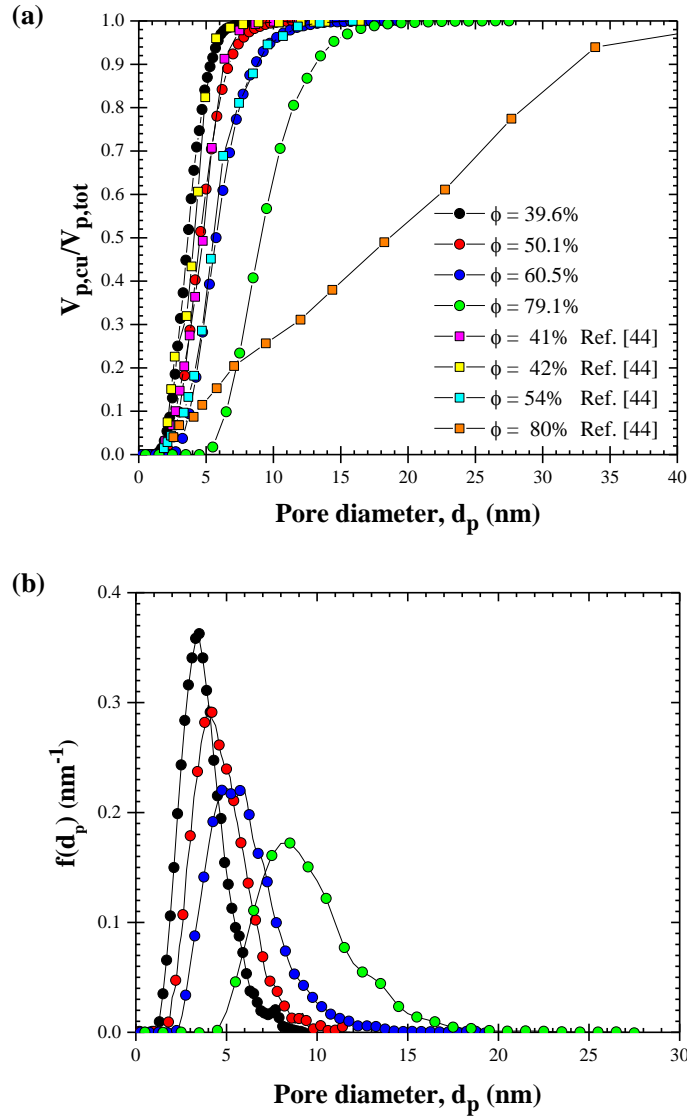 (a)
1.0
0.9
0.8
0.7
0.6
0.5
0.4
0.3
0.2
0.1
0.0
V_p,cu/V_p,tot
ϕ = 39.6%
ϕ = 50.1%
ϕ = 60.5%
ϕ = 79.1%
ϕ = 41% Ref. [44]
ϕ = 42% Ref. [44]
ϕ = 54% Ref. [44]
ϕ = 80% Ref. [44]
0 5 10 15 20 25 30 35 40
Pore diameter, d_p (nm)
(b)
0.4
0.3
0.2
0.1
0.0
f(d_p) (nm⁻¹)
0 5 10 15 20 25 30
Pore diameter, d_p (nm)